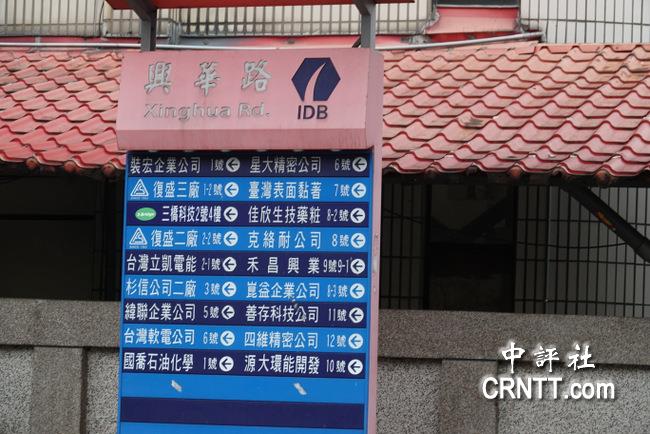 興華路
Xinghua Rd.
IDB
裝宏企業公司 1號 星大精密公司 6號
復盛三廠 1-2號 臺灣表面黏著 7號
三僑科技2號4樓 佳欣生技藥粧 8-2號
復盛二廠 2-2號 克絡耐公司 8號
台灣立凱電能 2-1號 禾昌興業 9號9-1號
杉信公司二廠 3號 崑益企業公司 8-3號
緯聯企業公司 5號 善存科技公司 11號
台灣軟電公司 6號 四維精密公司 12號
國喬石油化學 1號 源大環能開發 10號
中評社
CRNTT.com